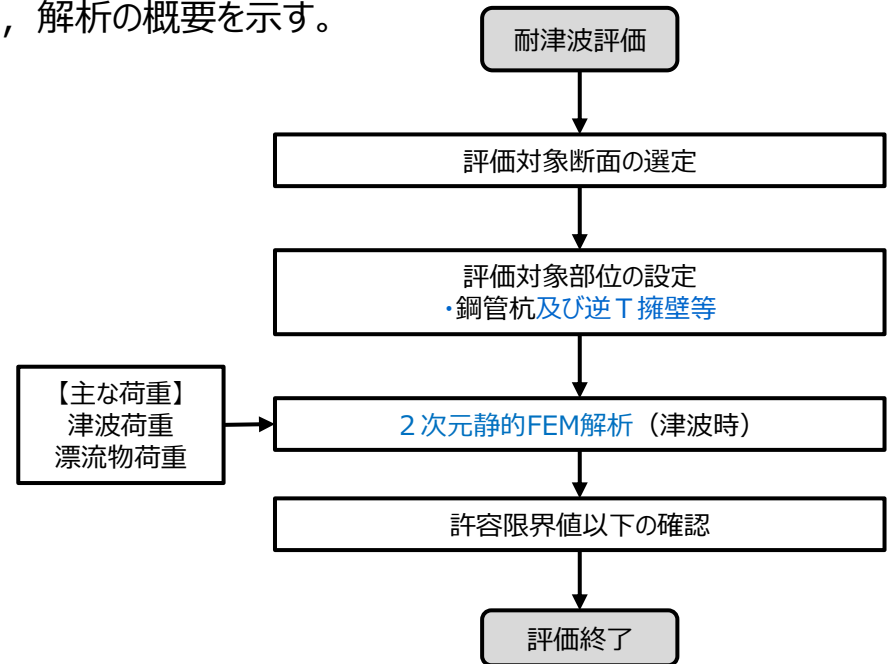 ，解析の概要を示す。
耐津波評価
評価対象断面の選定
評価対象部位の設定
・鋼管杭及び逆Ｔ擁壁等
【主な荷重】
津波荷重
漂流物荷重
２次元静的FEM解析（津波時）
許容限界値以下の確認
評価終了